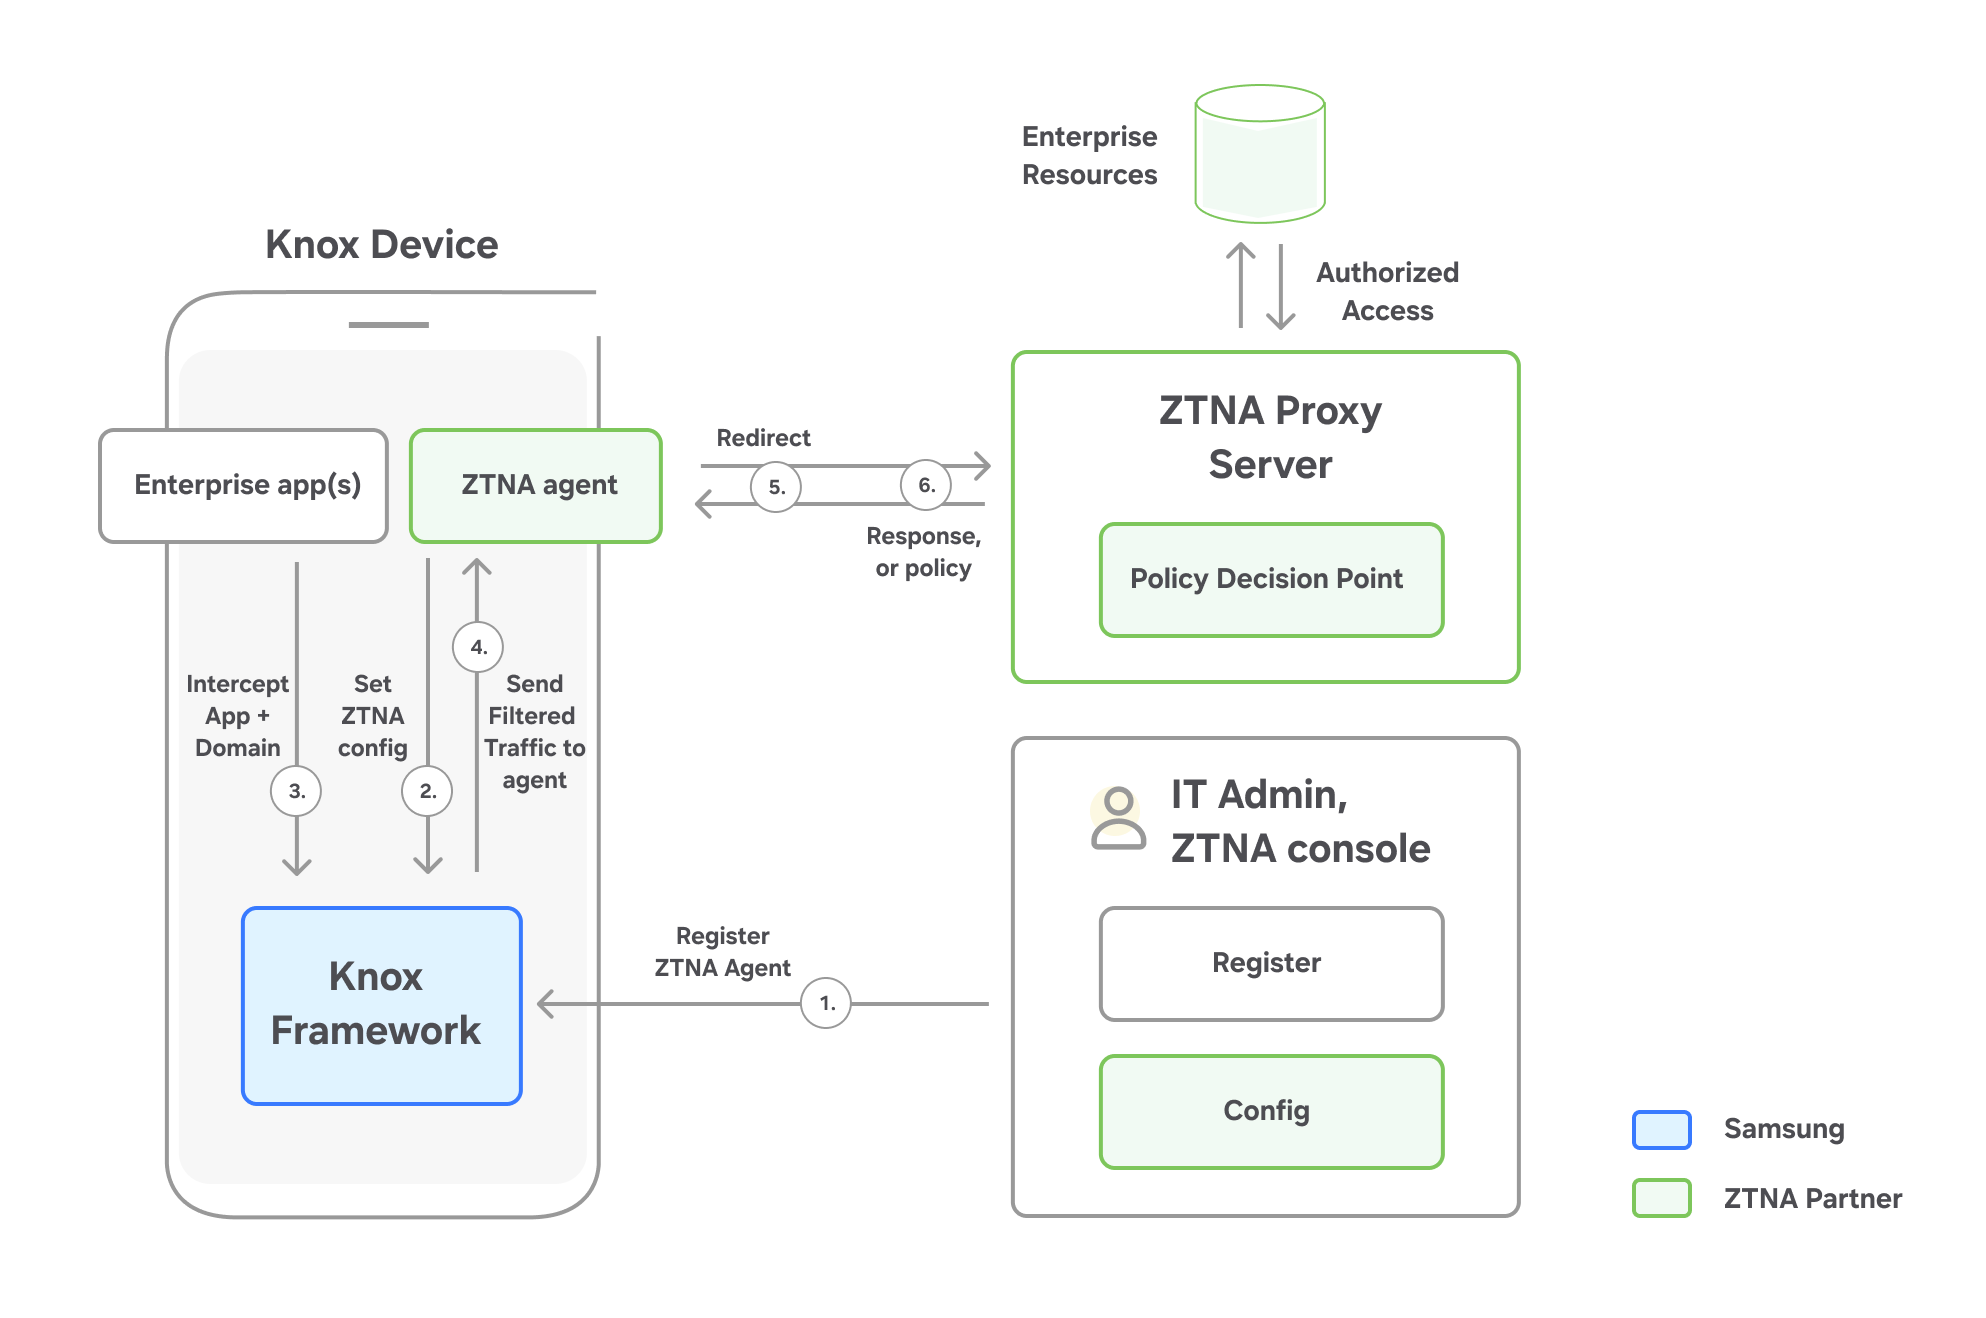 Enterprise
Resources
Authorized
Access
Knox Device
Enterprise app(s)
ZTNA agent
Redirect
5.
6.
Response,
or policy
ZTNA Proxy
Server
Policy Decision Point
Intercept
App +
Domain
3.
Set
ZTNA
config
2.
4.
Send
Filtered
Traffic to
agent
Knox
Framework
Register
ZTNA Agent
1.
IT Admin,
ZTNA console
Register
Config
Samsung
ZTNA Partner